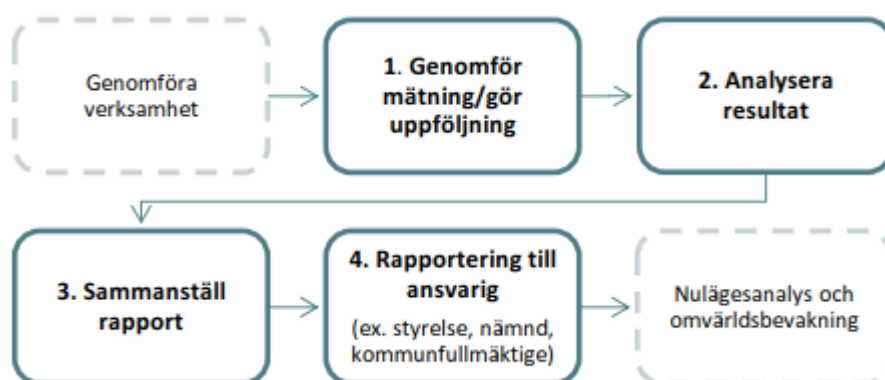 Genomföra
verksamhet
1. Genomför
mätning/gör
uppföljning
2. Analysera
resultat
3. Sammanställ
rapport
4. Rapportering till
ansvarig
(ex. styrelse, nämnd,
kommunfullmäktige)
Nulägesanalys och
omvärldsbevakning